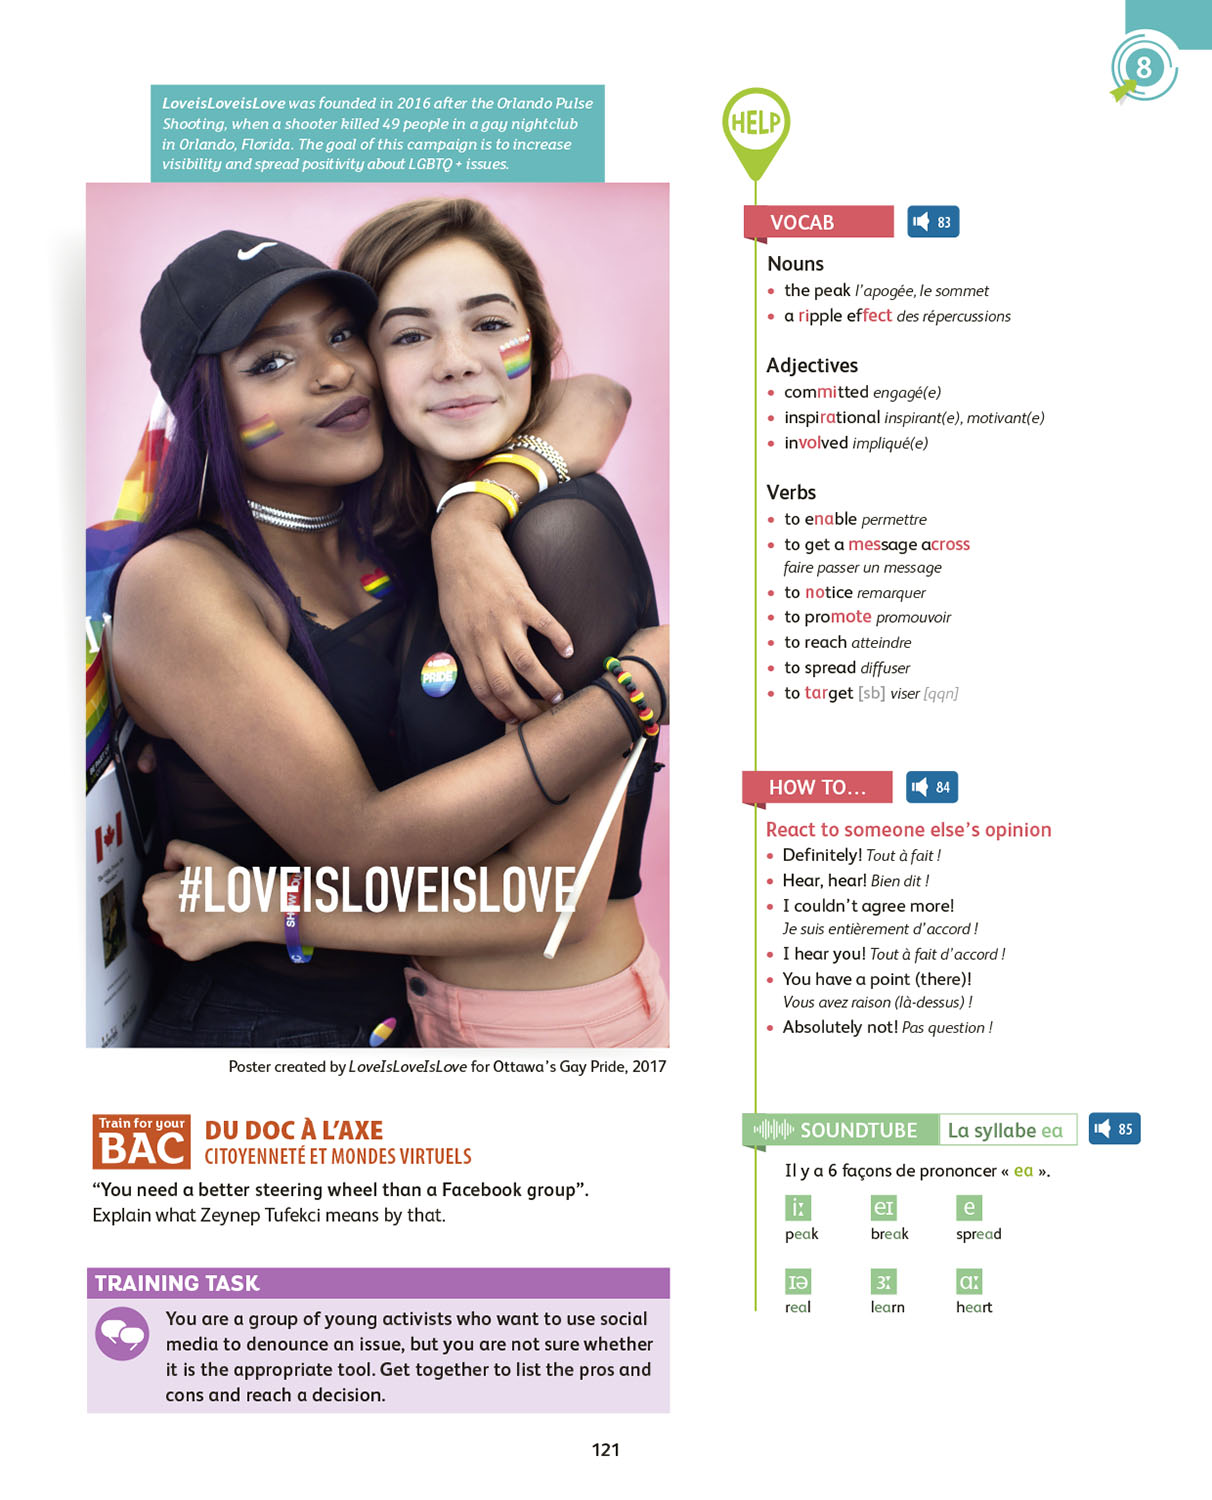 8
LoveisLoveisLove was founded in 2016 after the Orlando Pulse
Shooting, when a shooter killed 49 people in a gay nightclub
in Orlando, Florida. The goal of this campaign is to increase
visibility and spread positivity about LGBTQ + issues.
PRIDE
#LOVEISLOVEISLOVE
Poster created by LoveIsLoveIsLove for Ottawa's Gay Pride, 2017
Train for your
BAC
DU DOC À L'AXE
CITOYENNETÉ ET MONDES VIRTUELS
“You need a better steering wheel than a Facebook group”.
Explain what Zeynep Tufekci means by that.
TRAINING TASK
You are a group of young activists who want to use social
media to denounce an issue, but you are not sure whether
it is the appropriate tool. Get together to list the pros and
cons and reach a decision.
HELP
VOCAB 83
Nouns
• the peak l'apogée, le sommet
• a ripple effect des répercussions
Adjectives
• committed engagé(e)
• inspirational inspirant(e), motivant(e)
• involved impliqué(e)
Verbs
• to enable permettre
• to get a message across
faire passer un message
• to notice remarquer
• to promote promouvoir
• to reach atteindre
• to spread diffuser
• to target [sb] viser [qqn]
HOW TO... 84
React to someone else's opinion
• Definitely! Tout à fait !
• Hear, hear! Bien dit !
• I couldn't agree more!
Je suis entièrement d'accord !
• I hear you! Tout à fait d'accord !
• You have a point (there)!
Vous avez raison (là-dessus) !
• Absolutely not! Pas question !
SOUNDTUBE La syllabe ea 85
Il y a 6 façons de prononcer « ea ».
iː eɪ e
peak break spread
ɪə ɜː ɑː
real learn heart
121